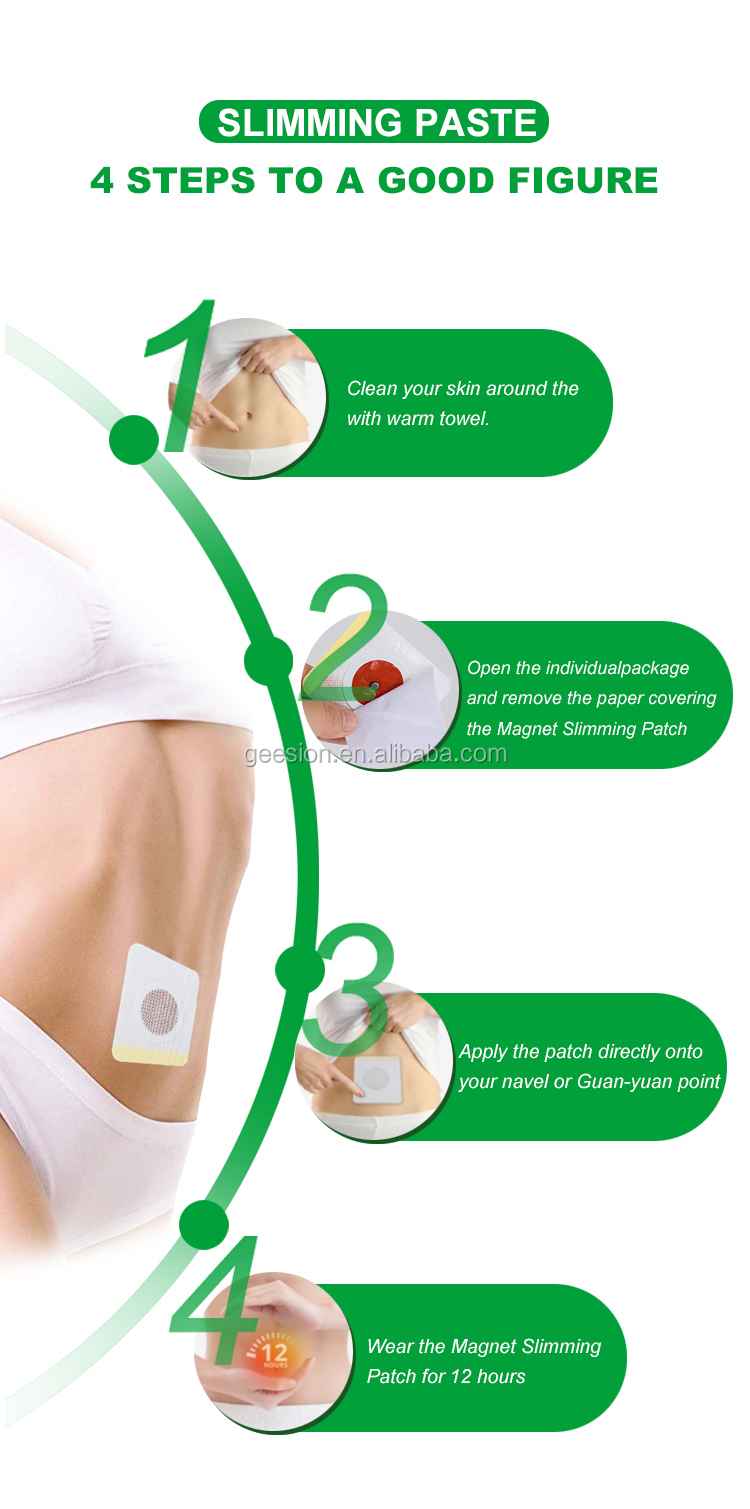 SLIMMING PASTE
4 STEPS TO A GOOD FIGURE
1
Clean your skin around the
with warm towel.
2
Open the individualpackage
and remove the paper covering
the Magnet Slimming Patch
geesion.en.alibaba.com
3
Apply the patch directly onto
your navel or Guan-yuan point
4
12
HOURS
Wear the Magnet Slimming
Patch for 12 hours